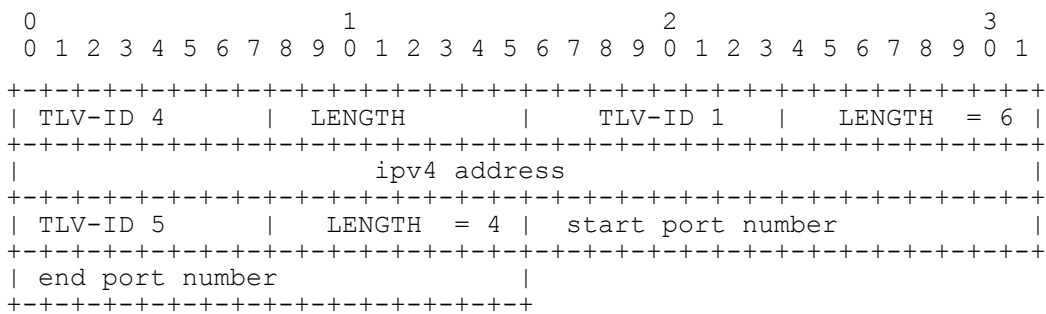 0                   1                   2                   3
 0 1 2 3 4 5 6 7 8 9 0 1 2 3 4 5 6 7 8 9 0 1 2 3 4 5 6 7 8 9 0 1
+-+-+-+-+-+-+-+-+-+-+-+-+-+-+-+-+-+-+-+-+-+-+-+-+-+-+-+-+-+-+-+-+
| TLV-ID 4      |  LENGTH       |    TLV-ID 1   |   LENGTH  = 6 |
+-+-+-+-+-+-+-+-+-+-+-+-+-+-+-+-+-+-+-+-+-+-+-+-+-+-+-+-+-+-+-+-+
|                      ipv4 address                             |
+-+-+-+-+-+-+-+-+-+-+-+-+-+-+-+-+-+-+-+-+-+-+-+-+-+-+-+-+-+-+-+-+
| TLV-ID 5      |   LENGTH  = 4 |  start port number            |
+-+-+-+-+-+-+-+-+-+-+-+-+-+-+-+-+-+-+-+-+-+-+-+-+-+-+-+-+-+-+-+-+
| end port number               |
+-+-+-+-+-+-+-+-+-+-+-+-+-+-+-+-+